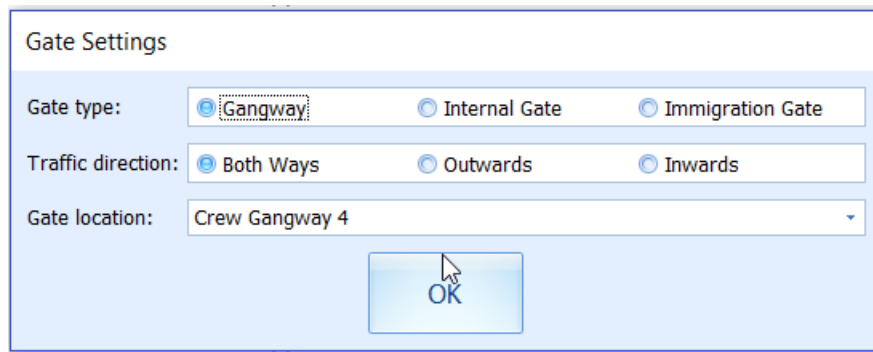 Gate Settings
Gate type: Gangway Internal Gate Immigration Gate
Traffic direction: Both Ways Outwards Inwards
Gate location: Crew Gangway 4
OK